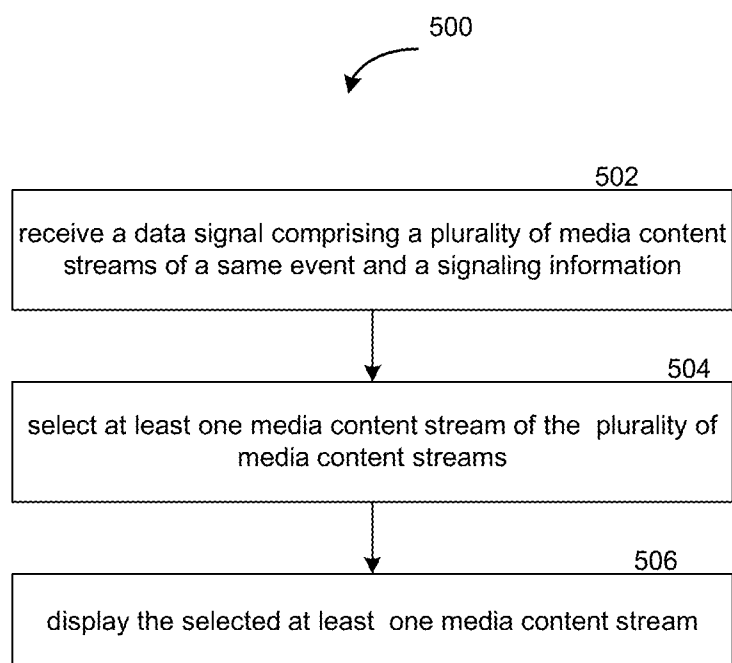 500
502
receive a data signal comprising a plurality of media content
streams of a same event and a signaling information
504
select at least one media content stream of the plurality of
media content streams
506
display the selected at least one media content stream